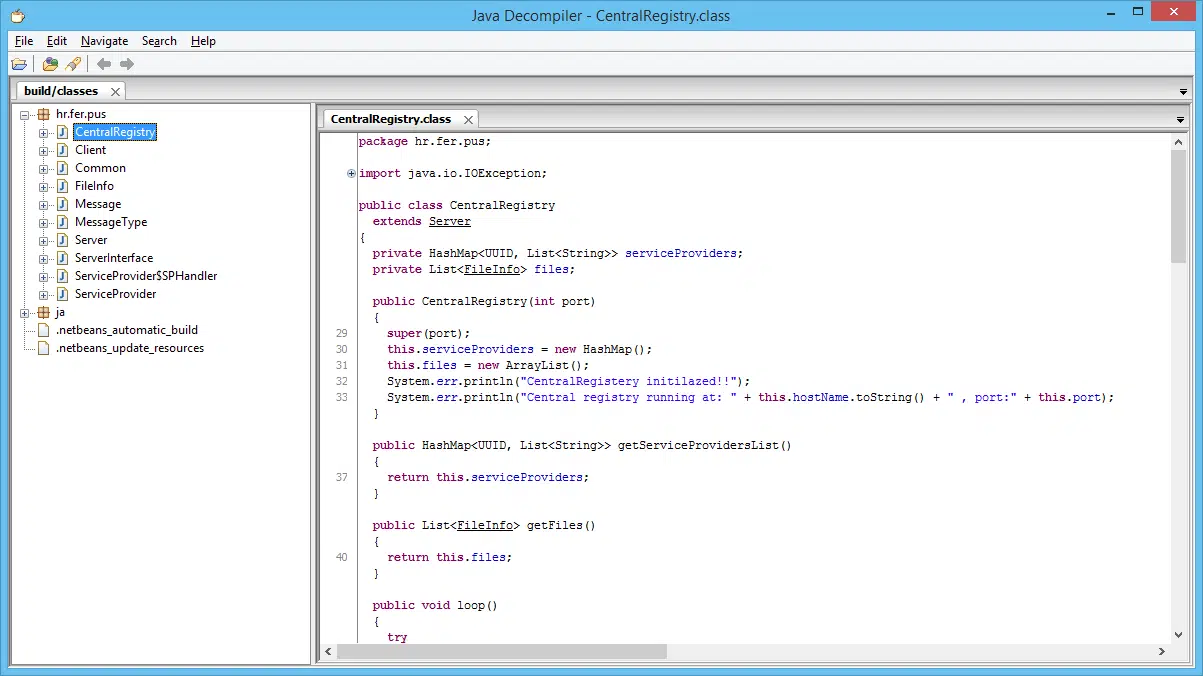 Java Decompiler - CentralRegistry.class
File Edit Navigate Search Help
build/classes
hr.fer.pus
CentralRegistry
Client
Common
FileInfo
Message
MessageType
Server
ServerInterface
ServiceProvider$SPHandler
ServiceProvider
ja
.netbeans_automatic_build
.netbeans_update_resources
CentralRegistry.class
package hr.fer.pus;
import java.io.IOException;
public class CentralRegistry
extends Server
{
private HashMap<UUID, List<String>> serviceProviders;
private List<FileInfo> files;
public CentralRegistry(int port)
{
29 super(port);
30 this.serviceProviders = new HashMap();
31 this.files = new ArrayList();
32 System.err.println("CentralRegistery initilazed!!");
33 System.err.println("Central registry running at: " + this.hostName.toString() + " , port:" + this.port);
}
public HashMap<UUID, List<String>> getServiceProvidersList()
{
37 return this.serviceProviders;
}
public List<FileInfo> getFiles()
{
40 return this.files;
}
public void loop()
{
try